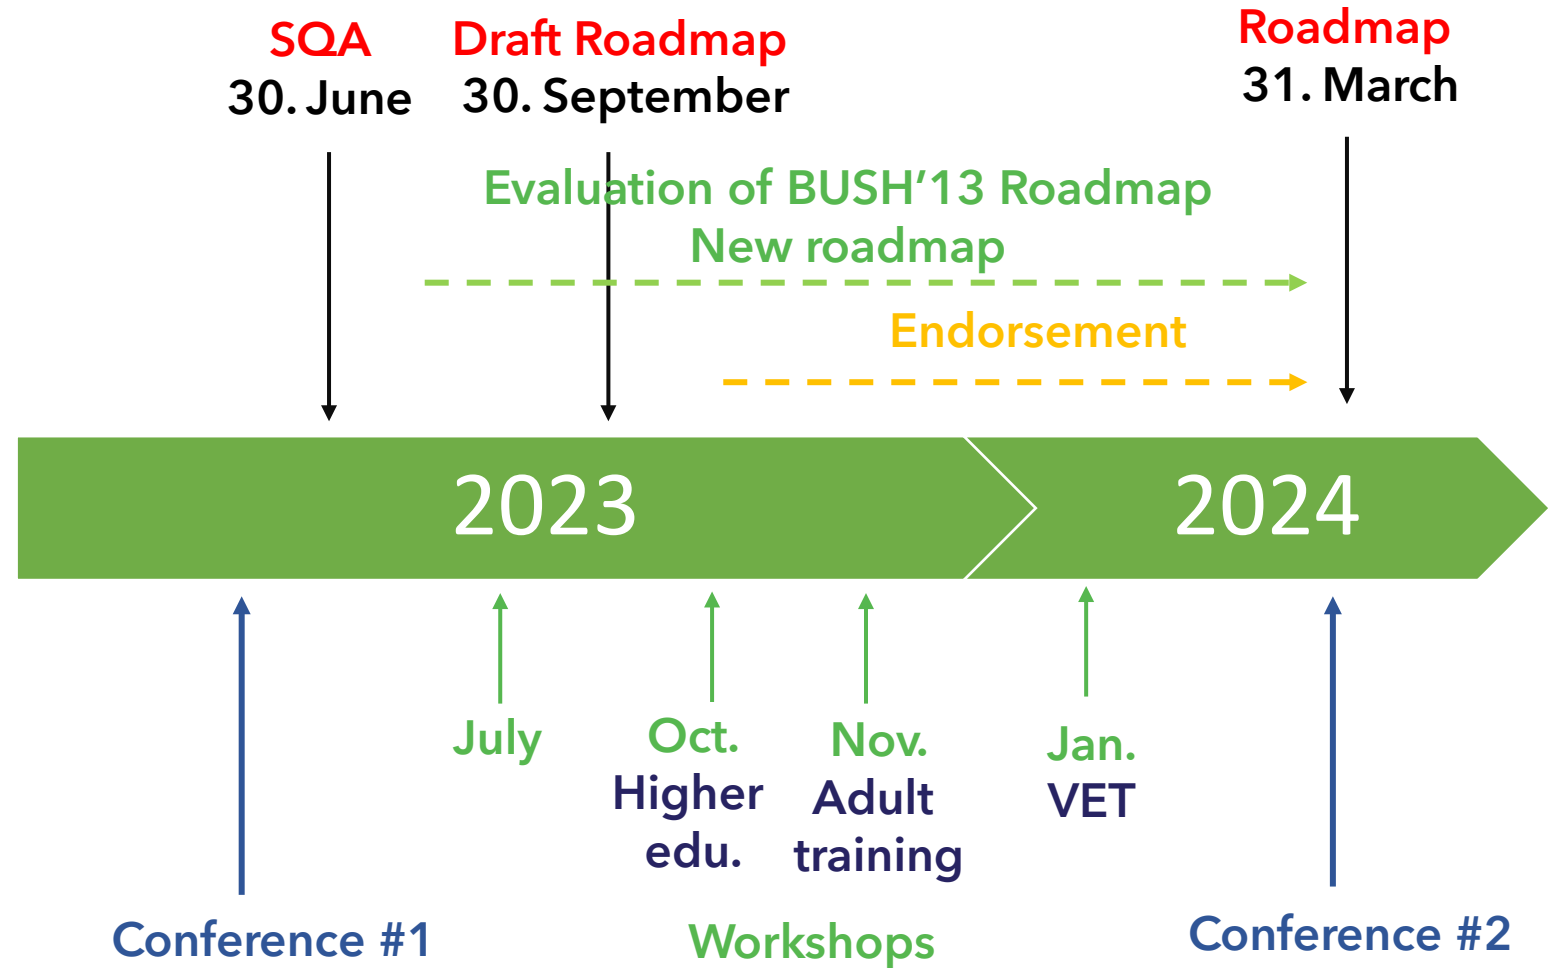 SQA
30. June
Draft Roadmap
30. September
Roadmap
31. March
Evaluation of BUSH’13 Roadmap
New roadmap
Endorsement
2023
2024
July
Oct.
Higher
edu.
Nov.
Adult
training
Jan.
VET
Conference #1
Workshops
Conference #2